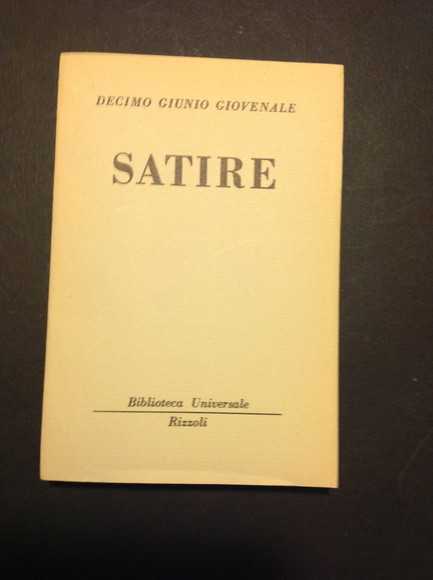 DECIMO GIUNIO GIOVENALE
SATIRE
Biblioteca Universale
Rizzoli